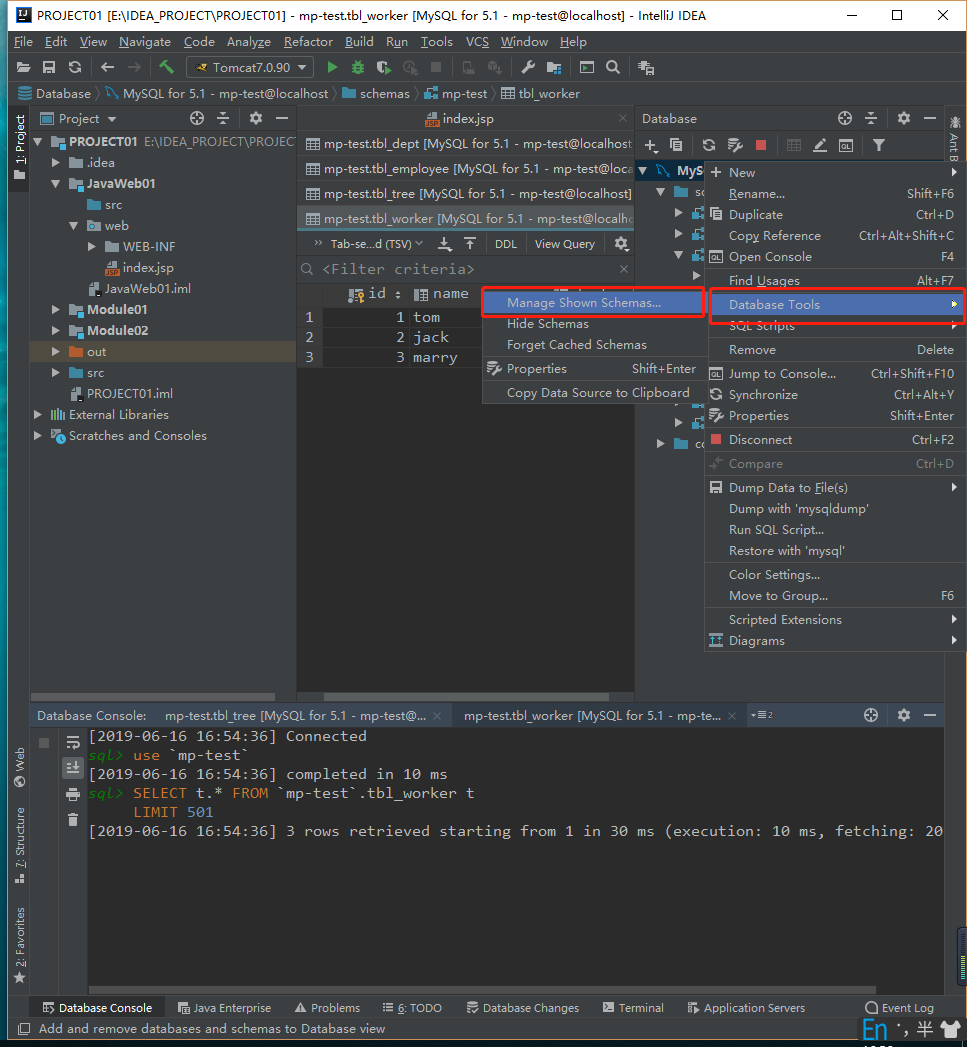 PROJECT01 [E:\IDEA_PROJECT\PROJECT01] - mp-test.tbl_worker [MySQL for 5.1 - mp-test@localhost] - IntelliJ IDEA
File Edit View Navigate Code Analyze Refactor Build Run Tools VCS Window Help
Tomcat7.0.90
Database MySQL for 5.1 - mp-test@localhost schemas mp-test tbl_worker
1: Project
Project
PROJECT01 E:\IDEA_PROJECT\PROJEC
.idea
JavaWeb01
src
web
WEB-INF
index.jsp
JavaWeb01.iml
Module01
Module02
out
src
PROJECT01.iml
External Libraries
Scratches and Consoles
index.jsp
mp-test.tbl_dept [MySQL for 5.1 - mp-test@localhost
mp-test.tbl_employee [MySQL for 5.1 - mp-test@loca
mp-test.tbl_tree [MySQL for 5.1 - mp-test@localhost]
mp-test.tbl_worker [MySQL for 5.1 - mp-test@localh
Tab-se...d (TSV) DDL View Query
<Filter criteria>
id name
1 1 tom
2 2 jack
3 3 marry
Manage Shown Schemas...
Hide Schemas
Forget Cached Schemas
Properties Shift+Enter
Copy Data Source to Clipboard
Database
Ant B
MyS
New
Rename... Shift+F6
Duplicate Ctrl+D
Copy Reference Ctrl+Alt+Shift+C
Open Console F4
Find Usages Alt+F7
Database Tools
SQL Scripts
Remove Delete
Jump to Console... Ctrl+Shift+F10
Synchronize Ctrl+Alt+Y
Properties Shift+Enter
Disconnect Ctrl+F2
Compare Ctrl+D
Dump Data to File(s)
Dump with 'mysqldump'
Run SQL Script...
Restore with 'mysql'
Color Settings...
Move to Group... F6
Scripted Extensions
Diagrams
Database Console: mp-test.tbl_tree [MySQL for 5.1 - mp-test@... mp-test.tbl_worker [MySQL for 5.1 - mp-te... 2
[2019-06-16 16:54:36] Connected
sql> use `mp-test`
[2019-06-16 16:54:36] completed in 10 ms
sql> SELECT t.* FROM `mp-test`.tbl_worker t
LIMIT 501
[2019-06-16 16:54:36] 3 rows retrieved starting from 1 in 30 ms (execution: 10 ms, fetching: 20
Web
7: Structure
2: Favorites
Database Console Java Enterprise Problems 6: TODO Database Changes Terminal Application Servers Event Log
Add and remove databases and schemas to Database view
En 半